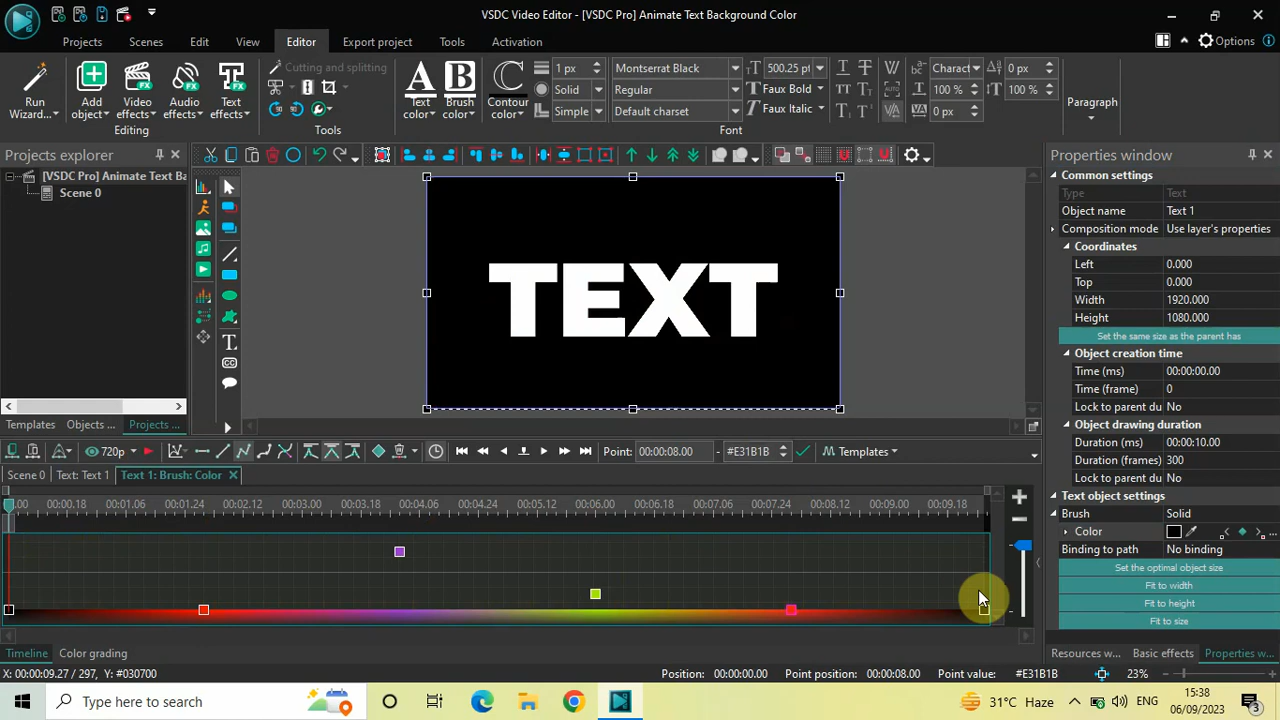 VSDC Video Editor - [VSDC Pro] Animate Text Background Color
Projects Scenes Edit View Editor Export project Tools Activation Options
Run Wizard... Add object Video effects... Audio effects... Text effects... Cutting and splitting Text color... Brush color... Contour color... 1 px Solid Simple Montserrat Black Regular Default charset 500.25 pt Faux Bold Faux Italic Charact 100 % 0 px 0 px 100 % Paragraph
Editing Tools Font
Projects explorer
[VSDC Pro] Animate Text Ba
Scene 0
TEXT
Templates Objects ... Projects ...
Properties window
Common settings
Type Text
Object name Text 1
Composition mode Use layer's properties
Coordinates
Left 0.000
Top 0.000
Width 1920.000
Height 1080.000
Set the same size as the parent has
Object creation time
Time (ms) 00:00:00.00
Time (frame) 0
Lock to parent du No
Object drawing duration
Duration (ms) 00:00:10.00
Duration (frames) 300
Lock to parent du No
Text object settings
Brush Solid
Color ...
Binding to path No binding
Set the optimal object size
Fit to width
Fit to height
Fit to size
Resources w... Basic effects Properties w...
720p Point: 00:00:08.00 - #E31B1B Templates
Scene 0 Text: Text 1 Text 1: Brush: Color
.00 00:00.18 00:01.06 00:01.24 00:02.12 00:03.00 00:03.18 00:04.06 00:04.24 00:05.12 00:06.00 00:06.18 00:07.06 00:07.24 00:08.12 00:09.00 00:09.18
Timeline Color grading
X: 00:00:09.27 / 297, Y: #030700 Position: 00:00:00.00 Point position: 00:00:08.00 Point value: #E31B1B 23%
Type here to search 31°C Haze ENG 15:38 06/09/2023 3